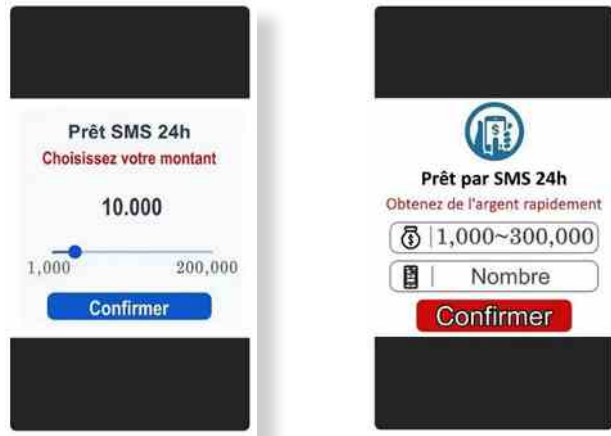 Prêt SMS 24h
Choisissez votre montant
10.000
1,000 200,000
Confirmer
$
Prêt par SMS 24h
Obtenez de l'argent rapidement
$ 1,000~300,000
Nombre
Confirmer